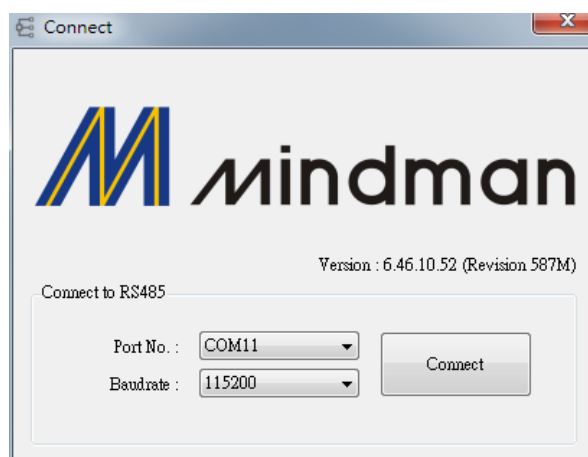 Connect
mindman
Version : 6.46.10.52 (Revision 587M)
Connect to RS485
Port No. : COM11
Connect
Baudrate : 115200